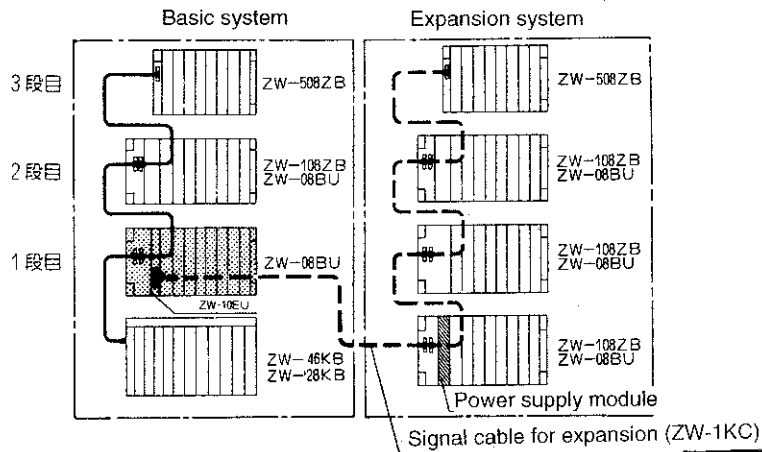 Basic system
Expansion system
3段目
ZW-508ZB
ZW-508ZB
2段目
ZW-108ZB
ZW-08BU
ZW-108ZB
ZW-08BU
1段目
ZW-08BU
ZW-10EU
ZW-108ZB
ZW-08BU
ZW-46KB
ZW-28KB
ZW-108ZB
ZW-08BU
Power supply module
Signal cable for expansion (ZW-1KC)